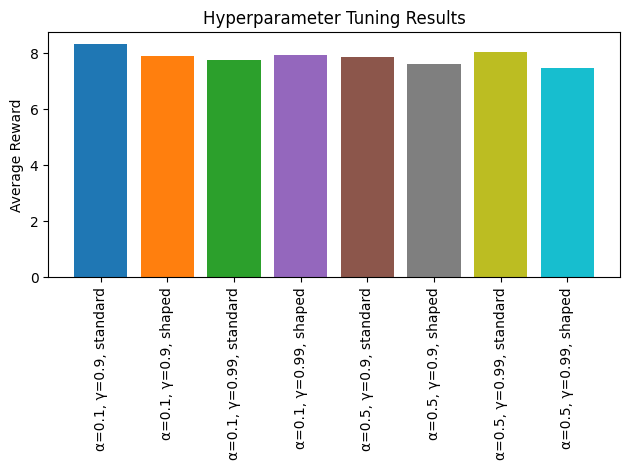 Hyperparameter Tuning Results
Average Reward
8
6
4
2
0
α=0.1, γ=0.9, standard
α=0.1, γ=0.9, shaped
α=0.1, γ=0.99, standard
α=0.1, γ=0.99, shaped
α=0.5, γ=0.9, standard
α=0.5, γ=0.9, shaped
α=0.5, γ=0.99, standard
α=0.5, γ=0.99, shaped